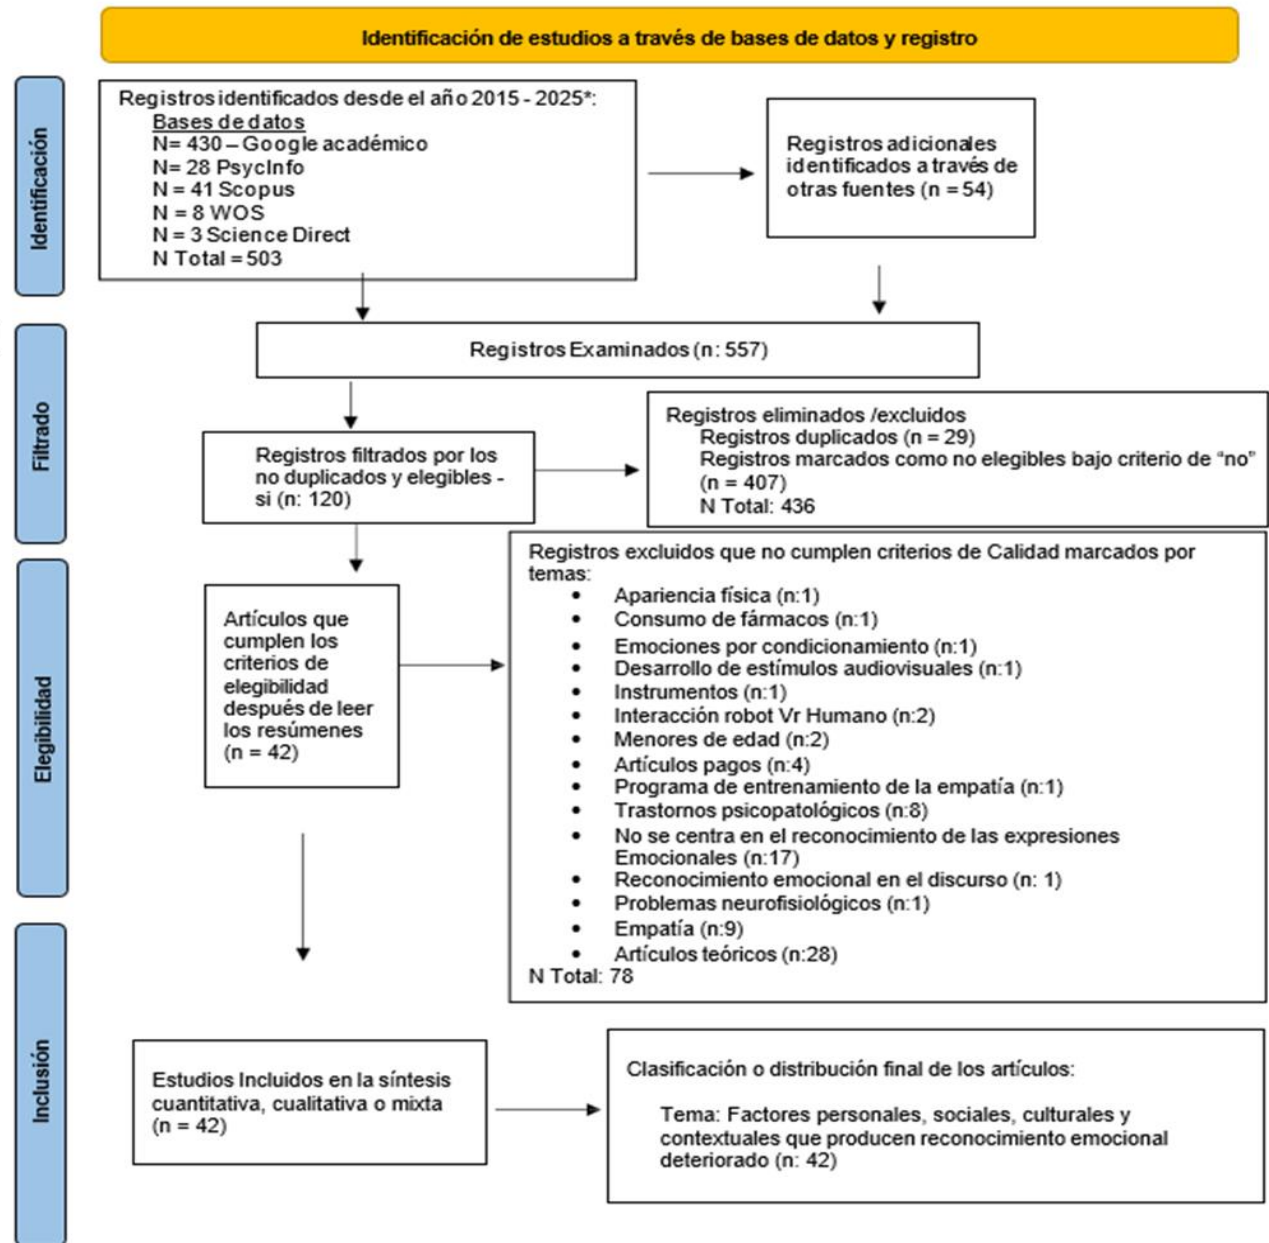 Identificación de estudios a través de bases de datos y registro
Identificación
Registros identificados desde el año 2015 - 2025*:
Bases de datos
N= 430 – Google académico
N= 28 PsycInfo
N = 41 Scopus
N = 8 WOS
N = 3 Science Direct
N Total = 503
Registros adicionales
identificados a través de
otras fuentes (n = 54)
Filtrado
Registros Examinados (n: 557)
Registros filtrados por los
no duplicados y elegibles -
si (n: 120)
Registros eliminados /excluidos
Registros duplicados (n = 29)
Registros marcados como no elegibles bajo criterio de “no”
(n = 407)
N Total: 436
Elegibilidad
Artículos que
cumplen los
criterios de
elegibilidad
después de leer
los resúmenes
(n = 42)
Registros excluidos que no cumplen criterios de Calidad marcados por
temas:
• Apariencia física (n:1)
• Consumo de fármacos (n:1)
• Emociones por condicionamiento (n:1)
• Desarrollo de estímulos audiovisuales (n:1)
• Instrumentos (n:1)
• Interacción robot Vr Humano (n:2)
• Menores de edad (n:2)
• Artículos pagos (n:4)
• Programa de entrenamiento de la empatía (n:1)
• Trastornos psicopatológicos (n:8)
• No se centra en el reconocimiento de las expresiones
Emocionales (n:17)
• Reconocimiento emocional en el discurso (n: 1)
• Problemas neurofisiológicos (n:1)
• Empatía (n:9)
• Artículos teóricos (n:28)
N Total: 78
Inclusión
Estudios Incluidos en la síntesis
cuantitativa, cualitativa o mixta
(n = 42)
Clasificación o distribución final de los artículos:
Tema: Factores personales, sociales, culturales y
contextuales que producen reconocimiento emocional
deteriorado (n: 42)